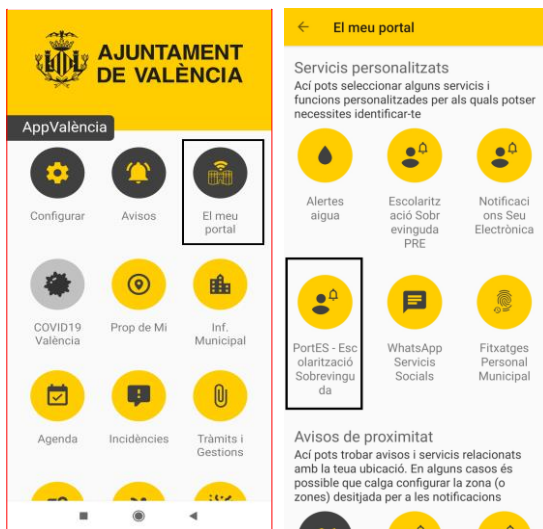 AJUNTAMENT
DE VALÈNCIA
AppValència
Configurar
Avisos
El meu
portal
COVID19
València
Prop de Mi
Inf.
Municipal
Agenda
Incidències
Tràmits i
Gestions
El meu portal
Servicis personalitzats
Ací pots seleccionar alguns servicis i
funcions personalitzades per als quals potser
necessites identificar-te
Alertes
aigua
Escolaritz
ació Sobr
evinguda
PRE
Notificaci
ons Seu
Electrònica
PortES - Esc
olarització
Sobrevingu
da
WhatsApp
Servicis
Socials
Fitxatges
Personal
Municipal
Avisos de proximitat
Ací pots trobar avisos i servicis relacionats
amb la teua ubicació. En alguns casos és
possible que calga configurar la zona (o
zones) desitjada per a les notificacions